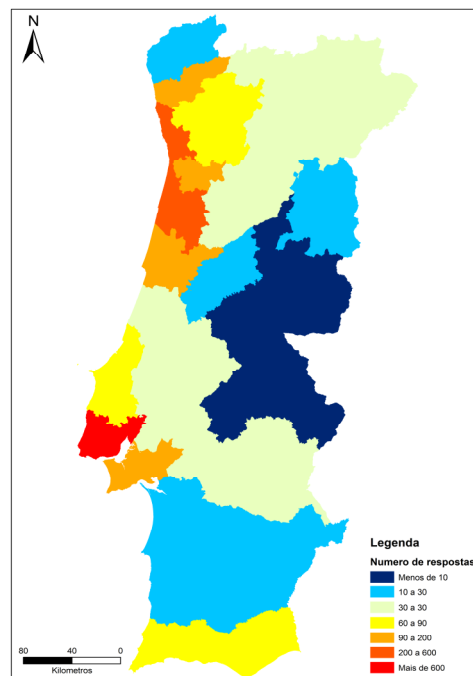 N
Legenda
Numero de respostas
Menos de 10
10 a 30
30 a 30
60 a 90
90 a 200
200 a 600
Mais de 600
80 40 0
Kilometros